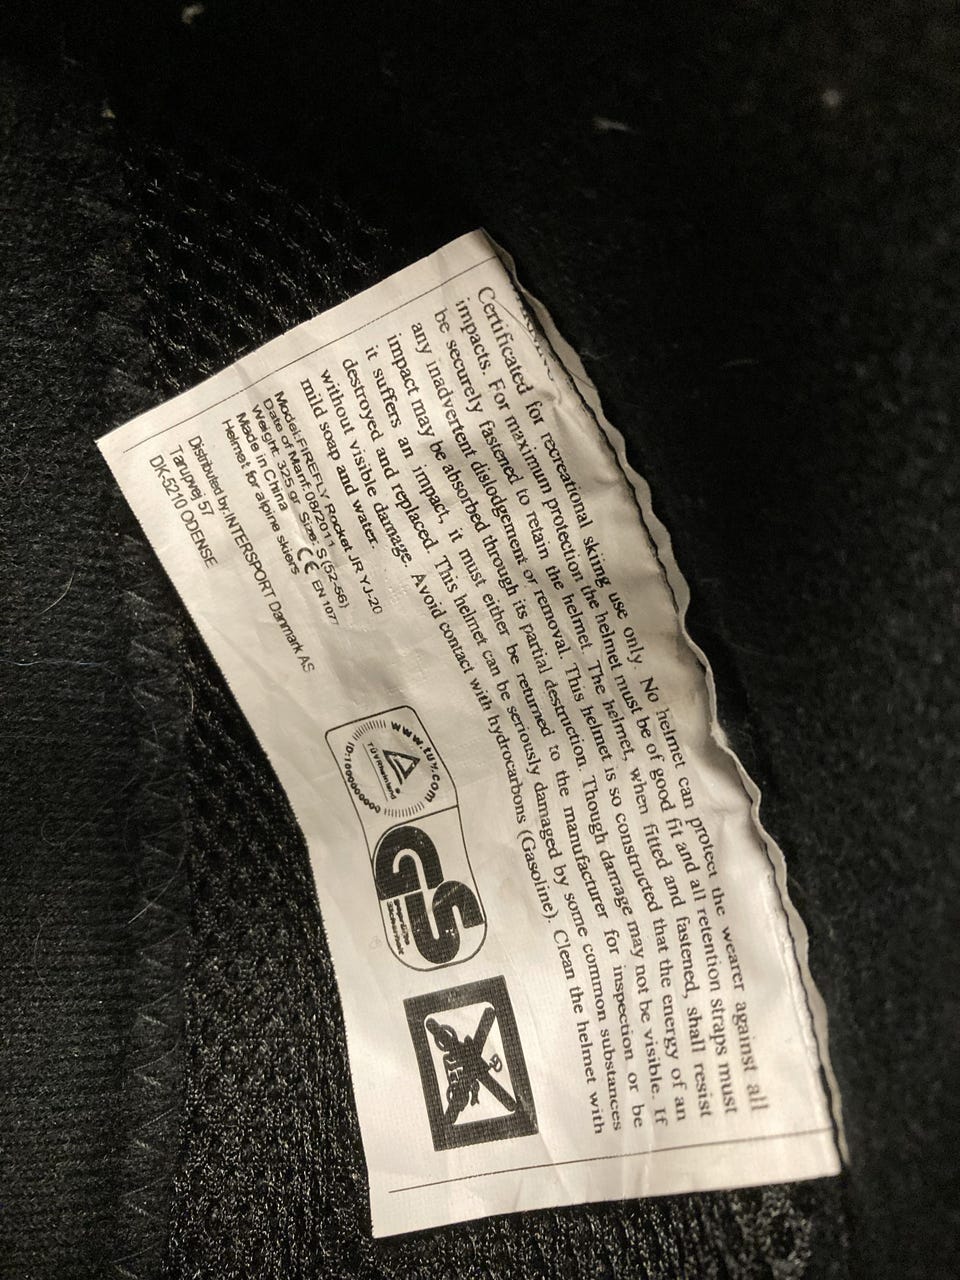 Certificated for recreational skiing use only. No helmet can protect the wearer against all
impacts. For maximum protection the helmet must be of good fit and all retention straps must
be securely fastened to retain the helmet. The helmet, when fitted and fastened, shall resist
any inadvertent dislodgement or removal. This helmet is so constructed that the energy of an
impact may be absorbed through its partial destruction. Though damage may not be visible. If
it suffers an impact, it must either be returned to the manufacturer for inspection or be
destroyed and replaced. This helmet can be seriously damaged by some common substances
without visible damage. Avoid contact with hydrocarbons (Gasoline). Clean the helmet with
mild soap and water.
Model:FIREFLY Rocket JR YJ-20
Date of Manf:08/2011
Weight: 325 gr Size: S (52-56)
Made in China CE EN 1077
Helmet for alpine skiers
Distributed by:INTERSPORT Danmark AS
Tarupvej 57
DK-5210 ODENSE
www.tuv.com
TÜVRheinland
ID:1000000000
GS